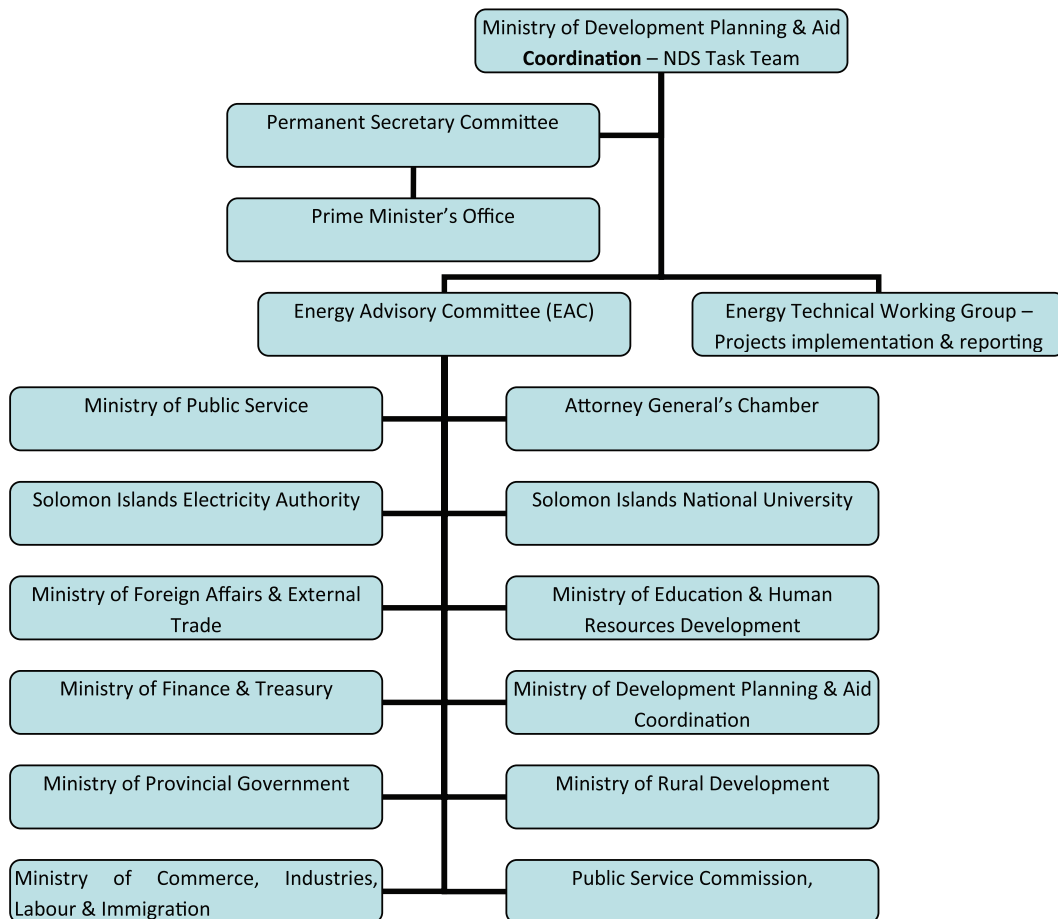 Ministry of Development Planning & Aid
Coordination – NDS Task Team
Permanent Secretary Committee
Prime Minister’s Office
Energy Advisory Committee (EAC)
Energy Technical Working Group –
Projects implementation & reporting
Ministry of Public Service
Attorney General’s Chamber
Solomon Islands Electricity Authority
Solomon Islands National University
Ministry of Foreign Affairs & External
Trade
Ministry of Education & Human
Resources Development
Ministry of Finance & Treasury
Ministry of Development Planning & Aid
Coordination
Ministry of Provincial Government
Ministry of Rural Development
Ministry of Commerce, Industries,
Labour & Immigration
Public Service Commission,